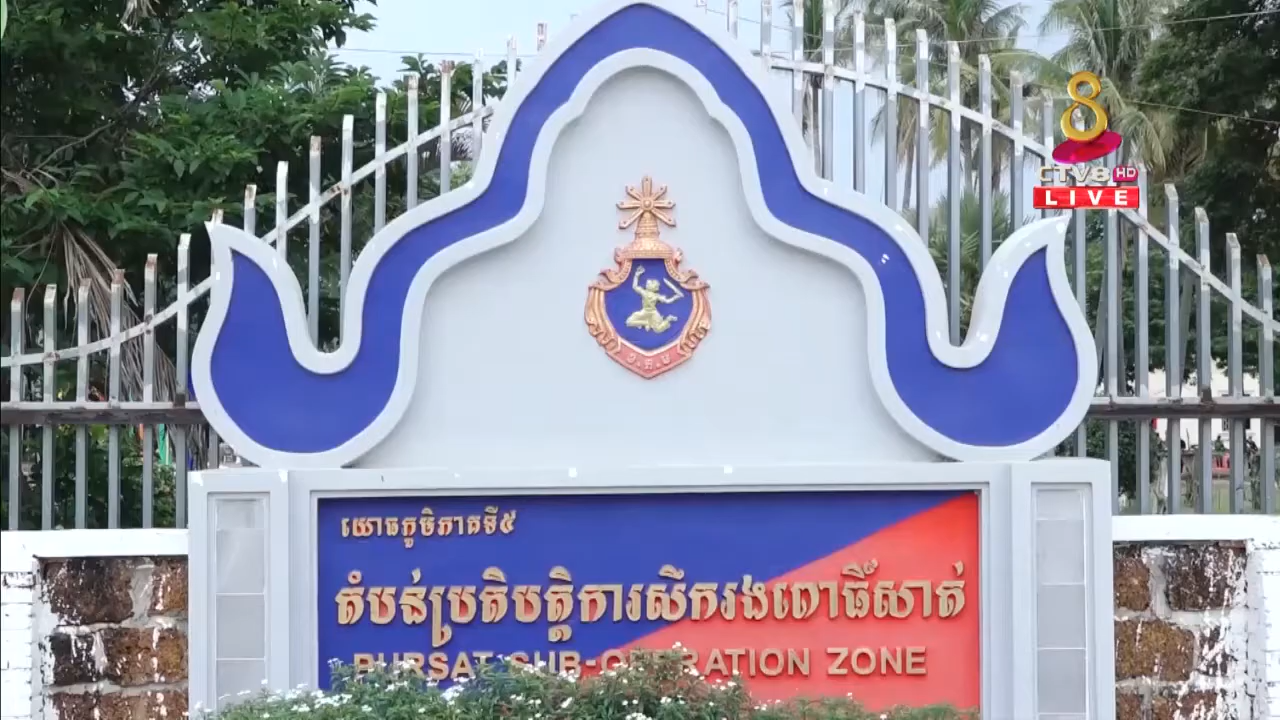 8
CTV8 HD
LIVE
យោធភូមិភាគទី៥
តំបន់ប្រតិបត្តិការសឹករងពោធិ៍សាត់
PURSAT SUB-OPERATION ZONE